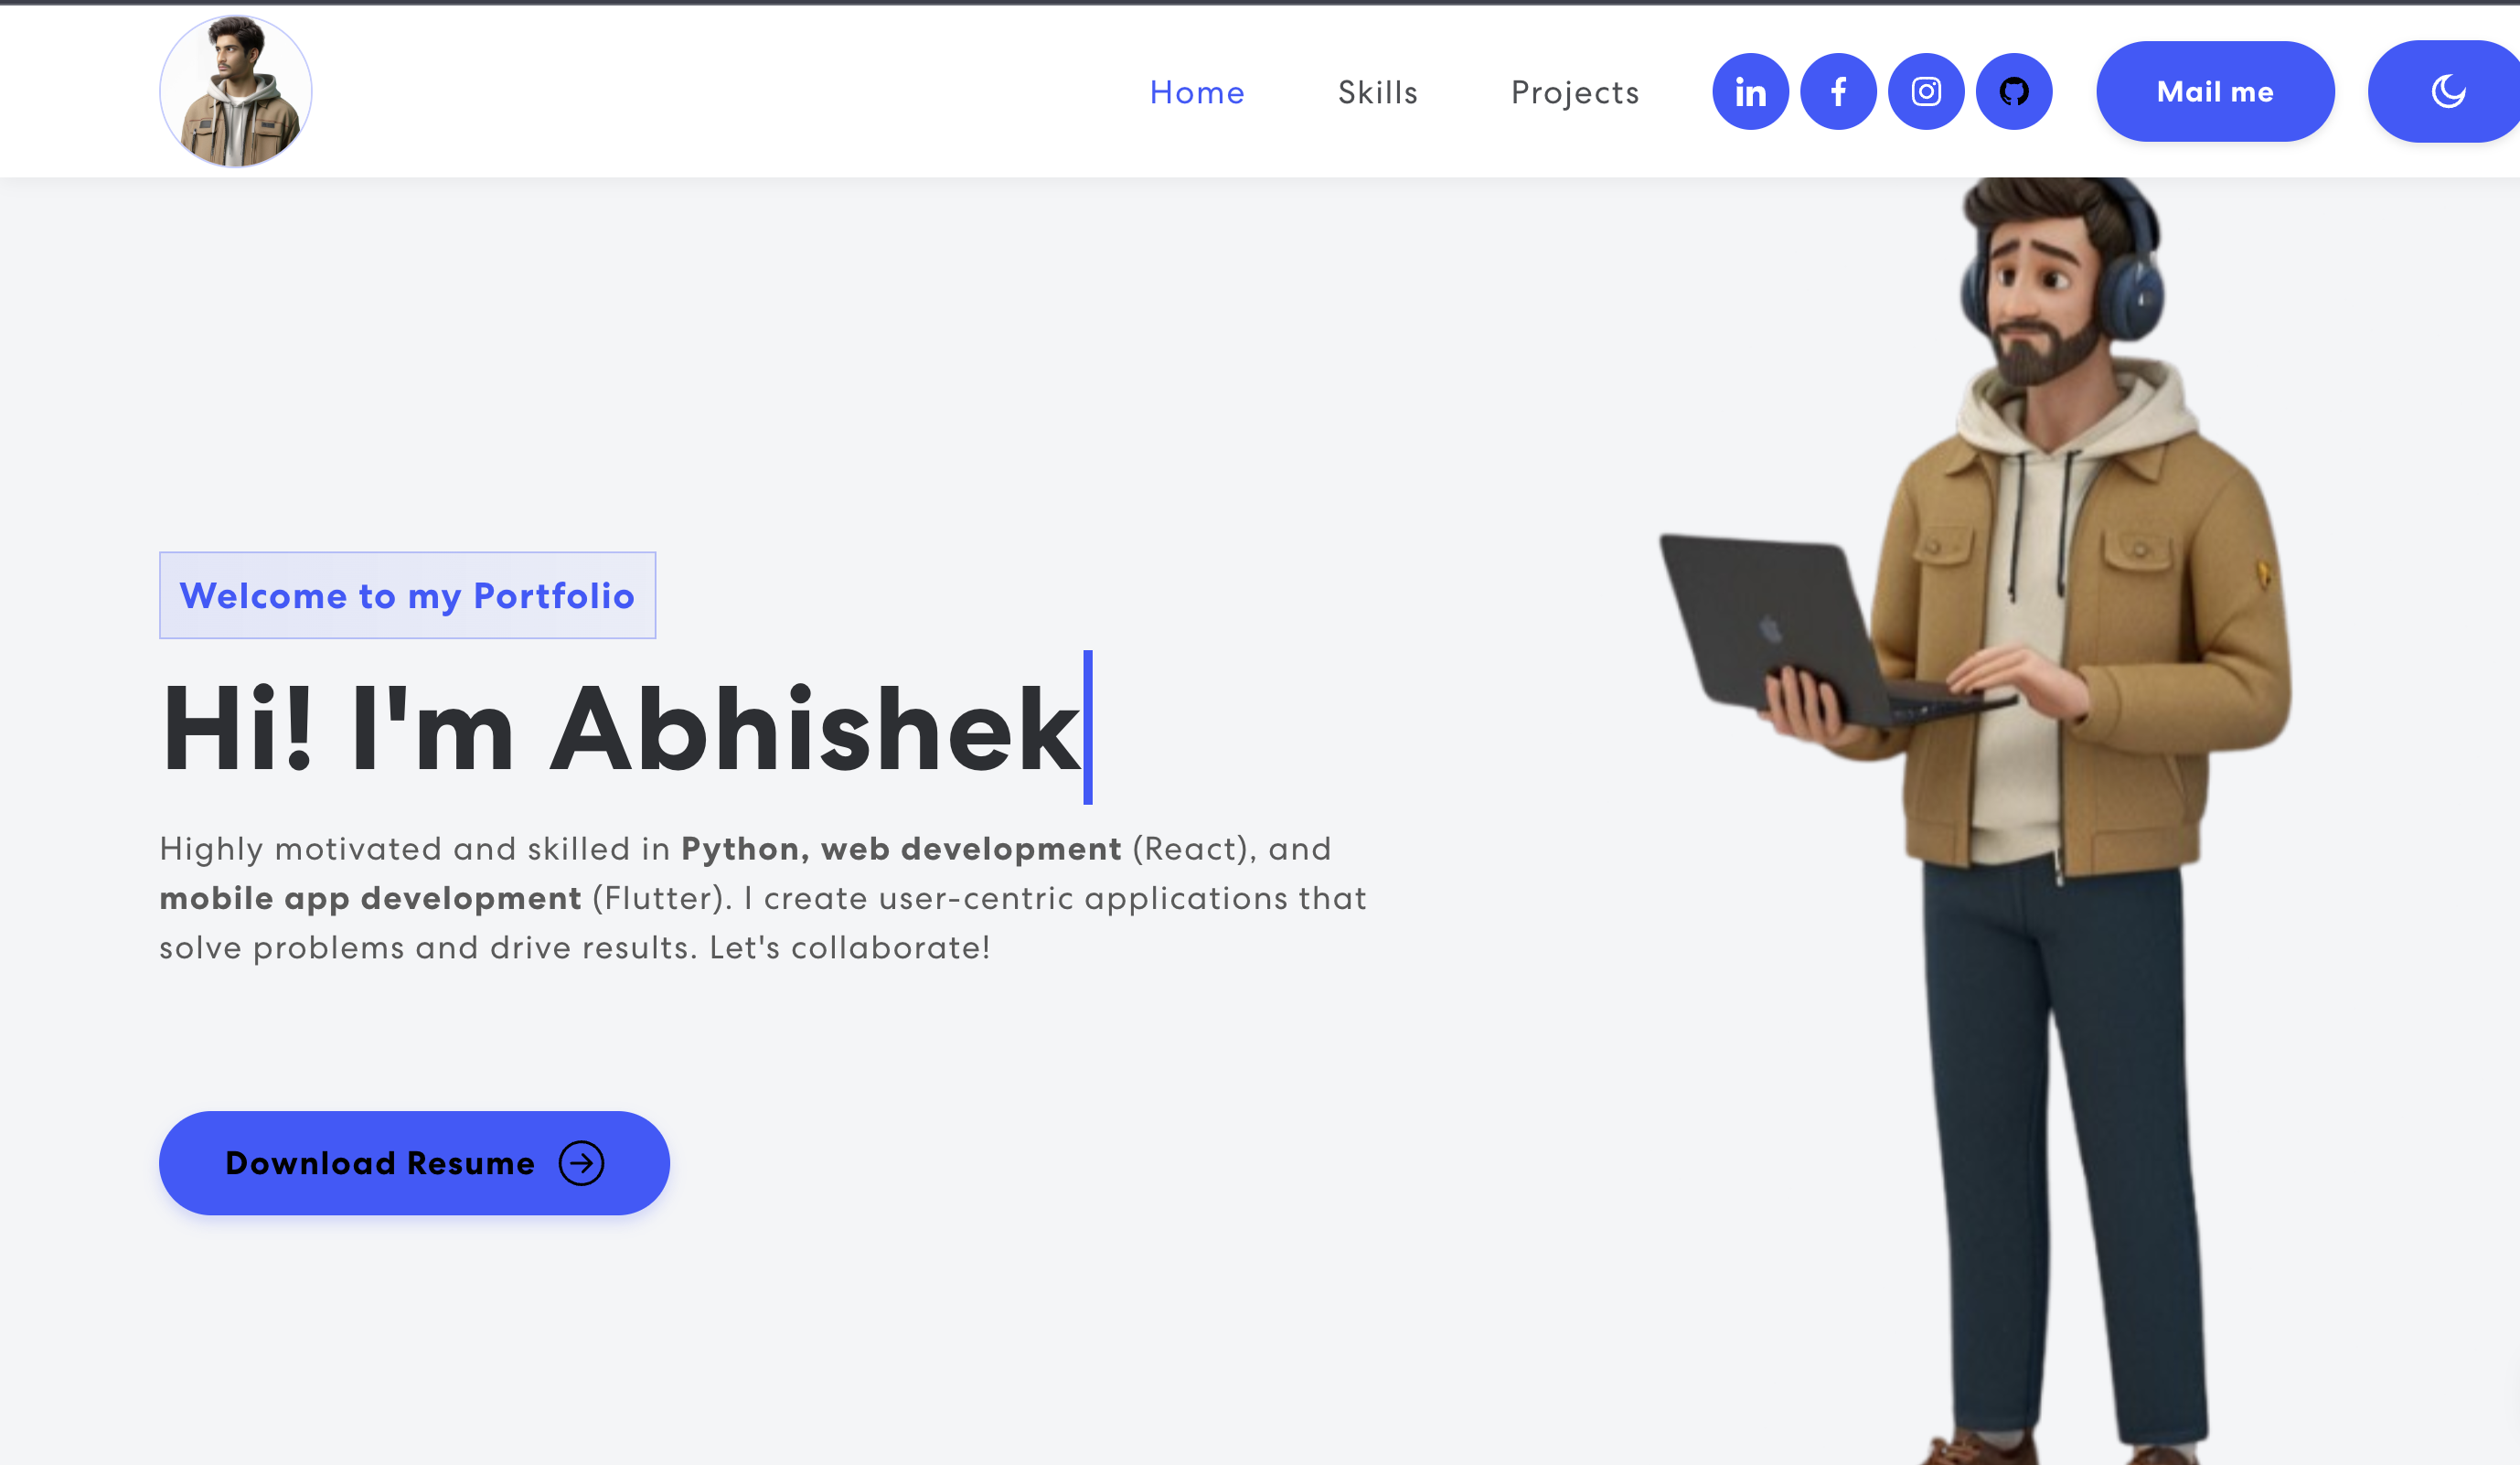 Home Skills Projects in f Mail me
Welcome to my Portfolio
Hi! I'm Abhishek
Highly motivated and skilled in Python, web development (React), and
mobile app development (Flutter). I create user-centric applications that
solve problems and drive results. Let's collaborate!
Download Resume